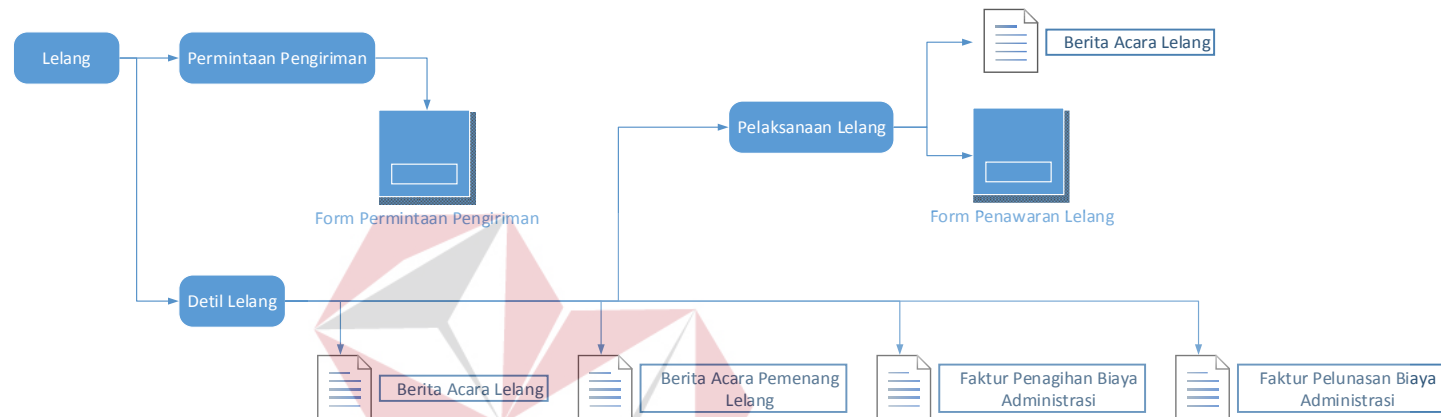 Lelang
Permintaan Pengiriman
Berita Acara Lelang
Pelaksanaan Lelang
Form Permintaan Pengiriman
Form Penawaran Lelang
Detil Lelang
Berita Acara Lelang
Berita Acara Pemenang
Lelang
Faktur Penagihan Biaya
Administrasi
Faktur Pelunasan Biaya
Administrasi